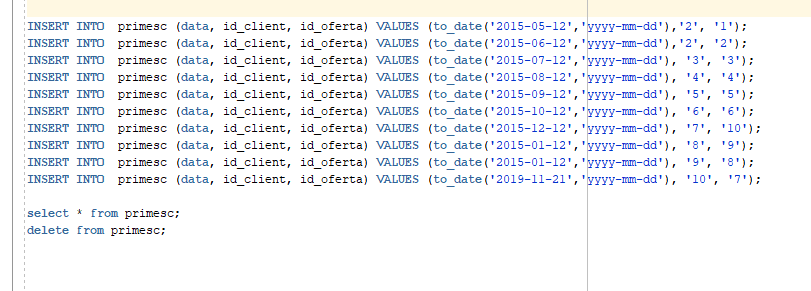 INSERT INTO  primesc (data, id_client, id_oferta) VALUES (to_date('2015-05-12','yyyy-mm-dd'),'2', '1');
INSERT INTO  primesc (data, id_client, id_oferta) VALUES (to_date('2015-06-12','yyyy-mm-dd'),'2', '2');
INSERT INTO  primesc (data, id_client, id_oferta) VALUES (to_date('2015-07-12','yyyy-mm-dd'), '3', '3');
INSERT INTO  primesc (data, id_client, id_oferta) VALUES (to_date('2015-08-12','yyyy-mm-dd'), '4', '4');
INSERT INTO  primesc (data, id_client, id_oferta) VALUES (to_date('2015-09-12','yyyy-mm-dd'), '5', '5');
INSERT INTO  primesc (data, id_client, id_oferta) VALUES (to_date('2015-10-12','yyyy-mm-dd'), '6', '6');
INSERT INTO  primesc (data, id_client, id_oferta) VALUES (to_date('2015-12-12','yyyy-mm-dd'), '7', '10');
INSERT INTO  primesc (data, id_client, id_oferta) VALUES (to_date('2015-01-12','yyyy-mm-dd'), '8', '9');
INSERT INTO  primesc (data, id_client, id_oferta) VALUES (to_date('2015-01-12','yyyy-mm-dd'), '9', '8');
INSERT INTO  primesc (data, id_client, id_oferta) VALUES (to_date('2019-11-21','yyyy-mm-dd'), '10', '7');
select * from primesc;
delete from primesc;